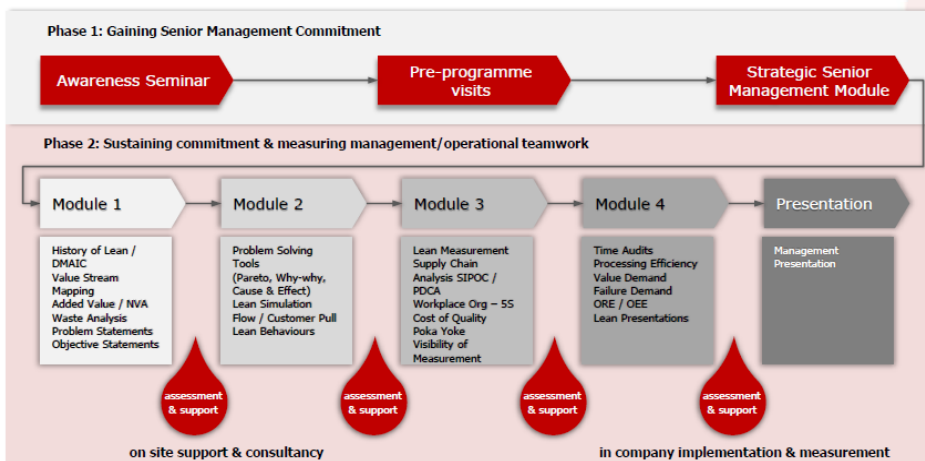 Phase 1: Gaining Senior Management Commitment
Awareness Seminar
Pre-programme
visits
Strategic Senior
Management Module
Phase 2: Sustaining commitment & measuring management/operational teamwork
Module 1
History of Lean /
DMAIC
Value Stream
Mapping
Added Value / NVA
Waste Analysis
Problem Statements
Objective Statements
Module 2
Problem Solving
Tools
(Pareto, Why-why,
Cause & Effect)
Lean Simulation
Flow / Customer Pull
Lean Behaviours
Module 3
Lean Measurement
Supply Chain
Analysis SIPOC /
PDCA
Workplace Org – 5S
Cost of Quality
Poka Yoke
Visibility of
Measurement
Module 4
Time Audits
Processing Efficiency
Value Demand
Failure Demand
ORE / OEE
Lean Presentations
Presentation
Management
Presentation
assessment
& support
assessment
& support
assessment
& support
assessment
& support
on site support & consultancy
in company implementation & measurement